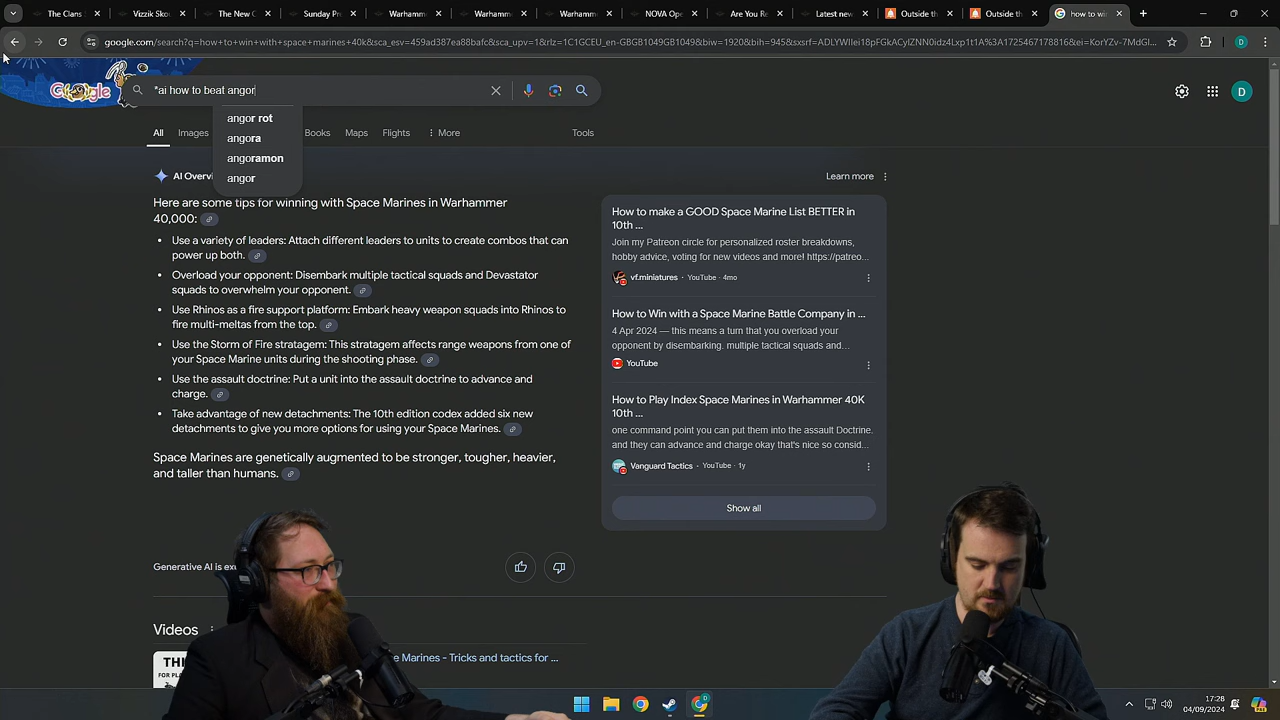 The Clans
Vizzik Skou
The New C
Sunday Pr
Warhamm
Warhamm
Warhamm
NOVA Ope
Are You Re
Latest new
Outside th
Outside th
how to wi
google.com/search?q=how+to+win+with+space+marines+40k&sca_esv=459ad387ea88bafc&sca_upv=1&rlz=1C1GCEU_en-GBGB1049GB1049&biw=1920&bih=945&sxsrf=ADLYWIIei18pFGkACyIZNN0idz4Lxp1t1A%3A1725467178816&ei=KorYZv-7MdGl...
D
Google
*ai how to beat angor
D
angor rot
angora
angoramon
angor
All
Images
Books
Maps
Flights
More
Tools
AI Overvi
Learn more
Here are some tips for winning with Space Marines in Warhammer
40,000:
• Use a variety of leaders: Attach different leaders to units to create combos that can
power up both.
• Overload your opponent: Disembark multiple tactical squads and Devastator
squads to overwhelm your opponent.
• Use Rhinos as a fire support platform: Embark heavy weapon squads into Rhinos to
fire multi-meltas from the top.
• Use the Storm of Fire stratagem: This stratagem affects range weapons from one of
your Space Marine units during the shooting phase.
• Use the assault doctrine: Put a unit into the assault doctrine to advance and
charge.
• Take advantage of new detachments: The 10th edition codex added six new
detachments to give you more options for using your Space Marines.
Space Marines are genetically augmented to be stronger, tougher, heavier,
and taller than humans.
How to make a GOOD Space Marine List BETTER in
10th ...
Join my Patreon circle for personalized roster breakdowns,
hobby advice, voting for new videos and more! https://patreo...
vf.miniatures · YouTube · 4mo
How to Win with a Space Marine Battle Company in ...
4 Apr 2024 — this means a turn that you overload your
opponent by disembarking. multiple tactical squads and...
YouTube
How to Play Index Space Marines in Warhammer 40K
10th ...
one command point you can put them into the assault Doctrine.
and they can advance and charge okay that's nice so consid...
Vanguard Tactics · YouTube · 1y
Show all
Generative AI is ex
Videos
THI
FOR PLA
e Marines - Tricks and tactics for ...
17:28
04/09/2024